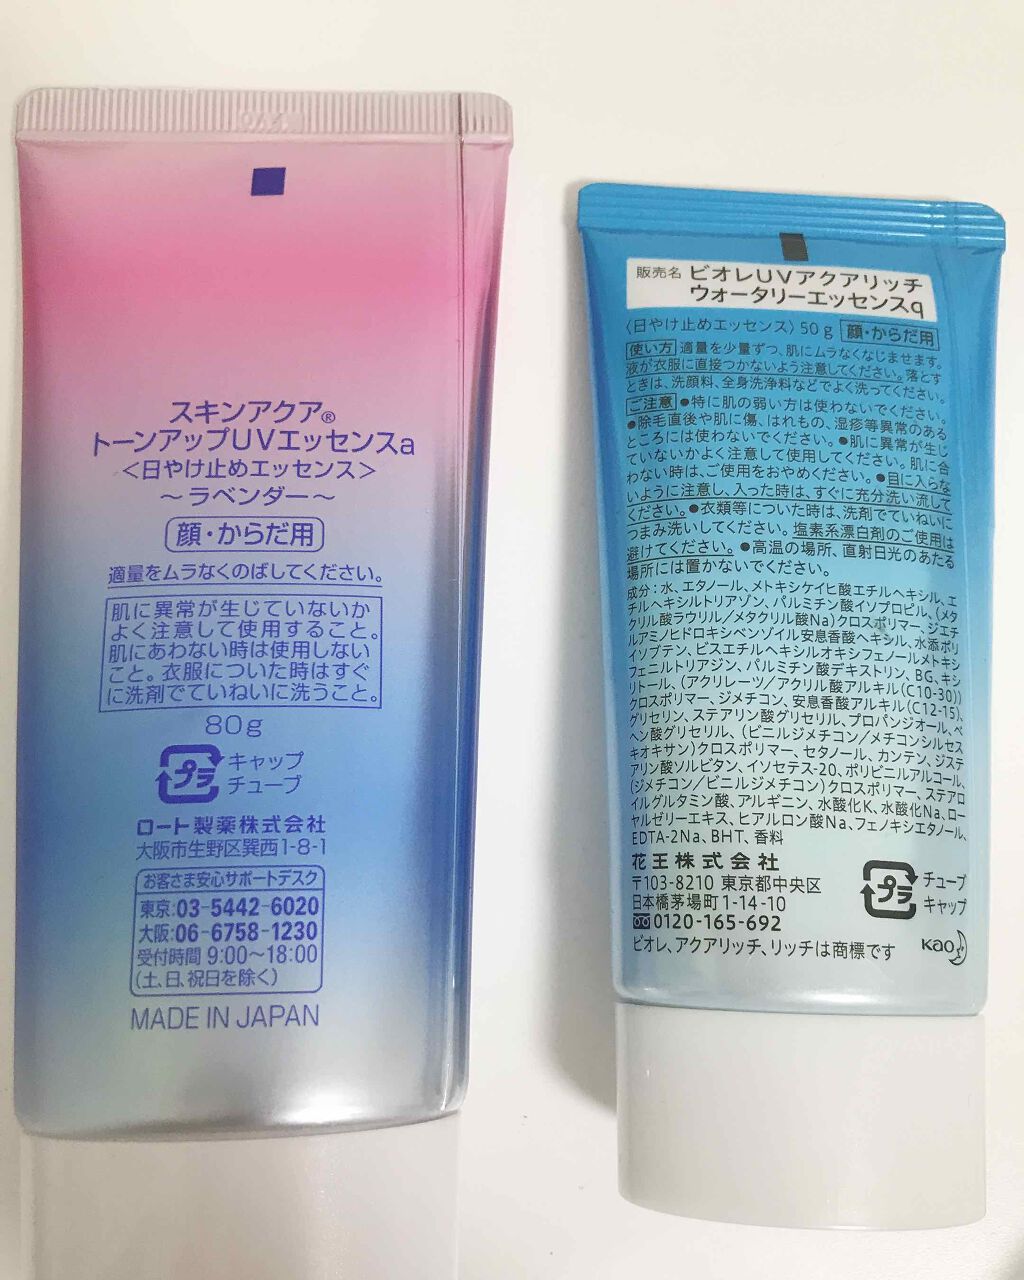 スキンアクア®
トーンアップUVエッセンスa
<日やけ止めエッセンス>
～ラベンダー～
顔・からだ用
適量をムラなくのばしてください。
肌に異常が生じていないか
よく注意して使用すること。
肌にあわない時は使用しない
こと。衣服についた時はすぐ
に洗剤でていねいに洗うこと。
80g
プラ
キャップ
チューブ
ロート製薬株式会社
大阪市生野区巽西1-8-1
お客さま安心サポートデスク
東京:03-5442-6020
大阪:06-6758-1230
受付時間 9:00~18:00
(土、日、祝日を除く)
MADE IN JAPAN
販売名 ビオレUVアクアリッチ
ウォータリーエッセンスq
〈日やけ止めエッセンス〉50g 顔・からだ用
使い方 適量を少量ずつ、肌にムラなくなじませます。
液が衣服に直接つかないよう注意してください。落とす
ときは、洗顔料、全身洗浄料などでよく洗ってください。
ご注意 ●特に肌の弱い方は使わないでください。
●除毛直後や肌に傷、はれもの、湿疹等異常のある
ところには使わないでください。●肌に異常が生じ
ていないかよく注意して使用してください。肌に合
わない時は、ご使用をおやめください。●目に入らな
いように注意し、入った時は、すぐに充分洗い流して
ください。●衣類等についた時は、洗剤でていねいに
つまみ洗いしてください。塩素系漂白剤のご使用は
避けてください。●高温の場所、直射日光のあたる
場所には置かないでください。
成分：水、エタノール、メトキシケイヒ酸エチルヘキシル、エ
チルヘキシルトリアゾン、パルミチン酸イソプロピル、(メタ
クリル酸ラウリル/メタクリル酸Na)クロスポリマー、ジエチ
ルアミノヒドロキシベンゾイル安息香酸ヘキシル、水添ポリ
イソブテン、ビスエチルヘキシルオキシフェノールメトキシ
フェニルトリアジン、パルミチン酸デキストリン、BG、キシ
リトール、(アクリレーツ/アクリル酸アルキル(C10-30))
クロスポリマー、ジメチコン、安息香酸アルキル(C12-15)、
グリセリン、ステアリン酸グリセリル、プロパンジオール、ベ
ヘン酸グリセリル、(ビニルジメチコン/メチコンシルセス
キオキサン)クロスポリマー、セタノール、カンテン、ジステ
アリン酸ソルビタン、イソセテス-20、ポリビニルアルコール、
(ジメチコン/ビニルジメチコン)クロスポリマー、ステアロ
イルグルタミン酸、アルギニン、水酸化K、水酸化Na、ロー
ヤルゼリーエキス、ヒアルロン酸Na、フェノキシエタノール、
EDTA-2Na、BHT、香料
花王株式会社
〒103-8210 東京都中央区
日本橋茅場町1-14-10
0120-165-692
ビオレ、アクアリッチ、リッチは商標です
プラ
チューブ
キャップ
Kao